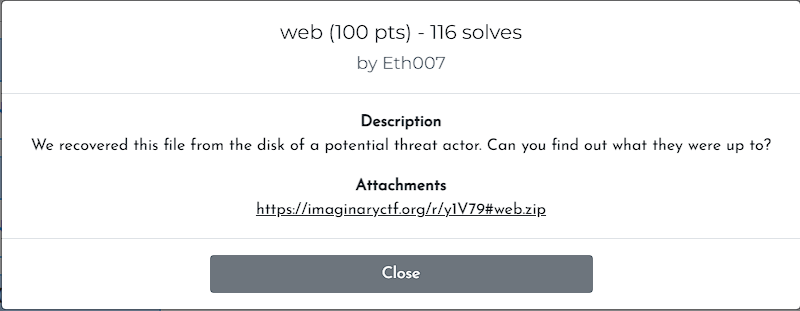 web (100 pts) - 116 solves
by Eth007
Description
We recovered this file from the disk of a potential threat actor. Can you find out what they were up to?
Attachments
https://imaginaryctf.org/r/y1V79#web.zip
Close